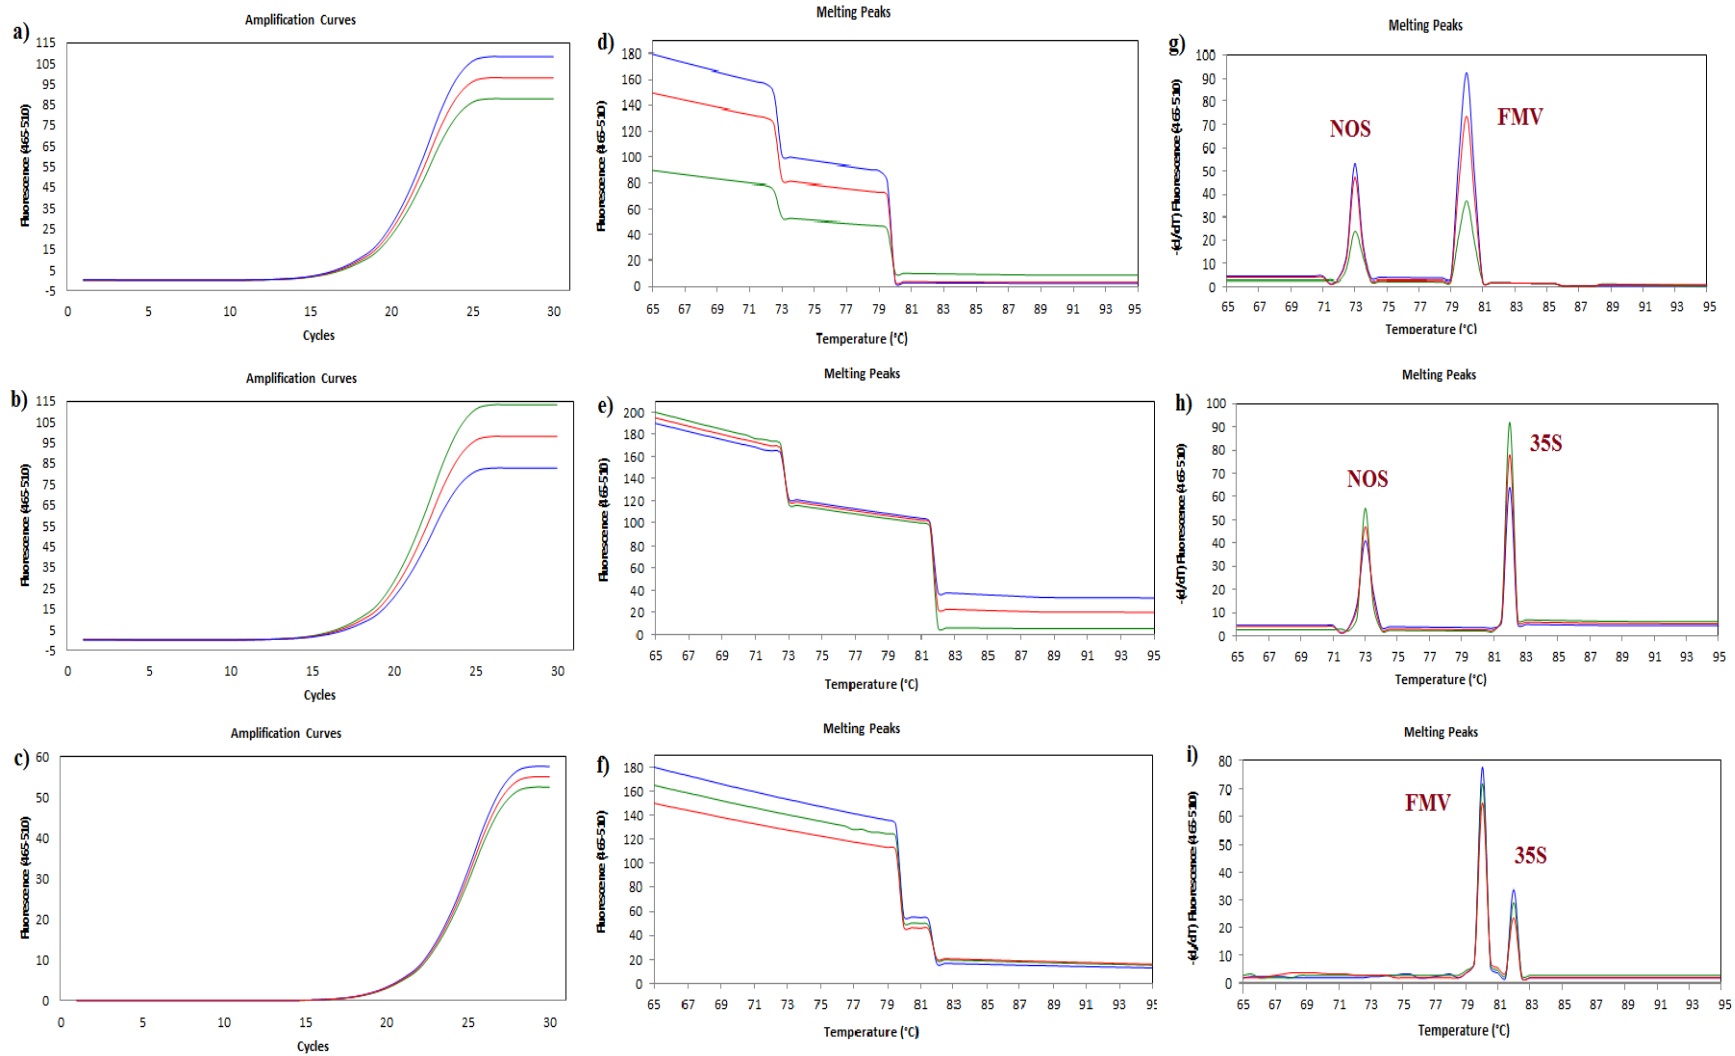 a)
Amplification Curves
115
105
95
85
75
65
55
45
35
25
15
5
-5
Fluorescence (465-510)
0 5 10 15 20 25 30
Cycles
d)
Melting Peaks
180
160
140
120
100
80
60
40
20
0
Fluorescence (465-510)
65 67 69 71 73 75 77 79 81 83 85 87 89 91 93 95
Temperature (°C)
g)
Melting Peaks
100
90
80
70
60
50
40
30
20
10
0
-(d/dT) Fluorescence (465-510)
NOS
FMV
65 67 69 71 73 75 77 79 81 83 85 87 89 91 93 95
Temperature (°C)
b)
Amplification Curves
115
105
95
85
75
65
55
45
35
25
15
5
-5
Fluorescence (465-510)
0 5 10 15 20 25 30
Cycles
e)
Melting Peaks
200
180
160
140
120
100
80
60
40
20
0
Fluorescence (465-510)
65 67 69 71 73 75 77 79 81 83 85 87 89 91 93 95
Temperature (°C)
h)
Melting Peaks
100
90
80
70
60
50
40
30
20
10
0
-(d/dT) Fluorescence (465-510)
NOS
35S
65 67 69 71 73 75 77 79 81 83 85 87 89 91 93 95
Temperature (°C)
c)
Amplification Curves
60
50
40
30
20
10
0
Fluorescence (465-510)
0 5 10 15 20 25 30
Cycles
f)
Melting Peaks
180
160
140
120
100
80
60
40
20
0
Fluorescence (465-510)
65 67 69 71 73 75 77 79 81 83 85 87 89 91 93 95
Temperature (°C)
i)
Melting Peaks
80
70
60
50
40
30
20
10
0
-(d/dT) Fluorescence (465-510)
FMV
35S
65 67 69 71 73 75 77 79 81 83 85 87 89 91 93 95
Temperature (°C)